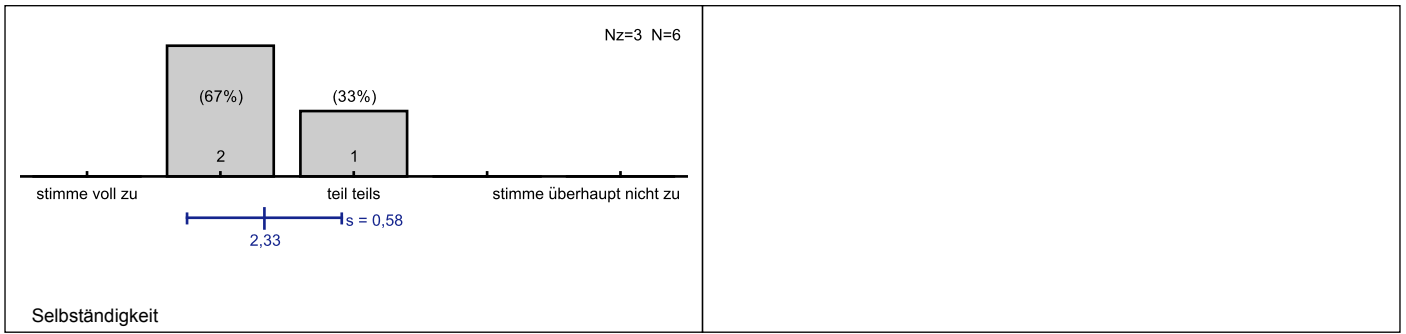 Nz=3 N=6
(67%) (33%)
2 1
stimme voll zu teil teils stimme überhaupt nicht zu
s = 0,58
2,33
Selbständigkeit